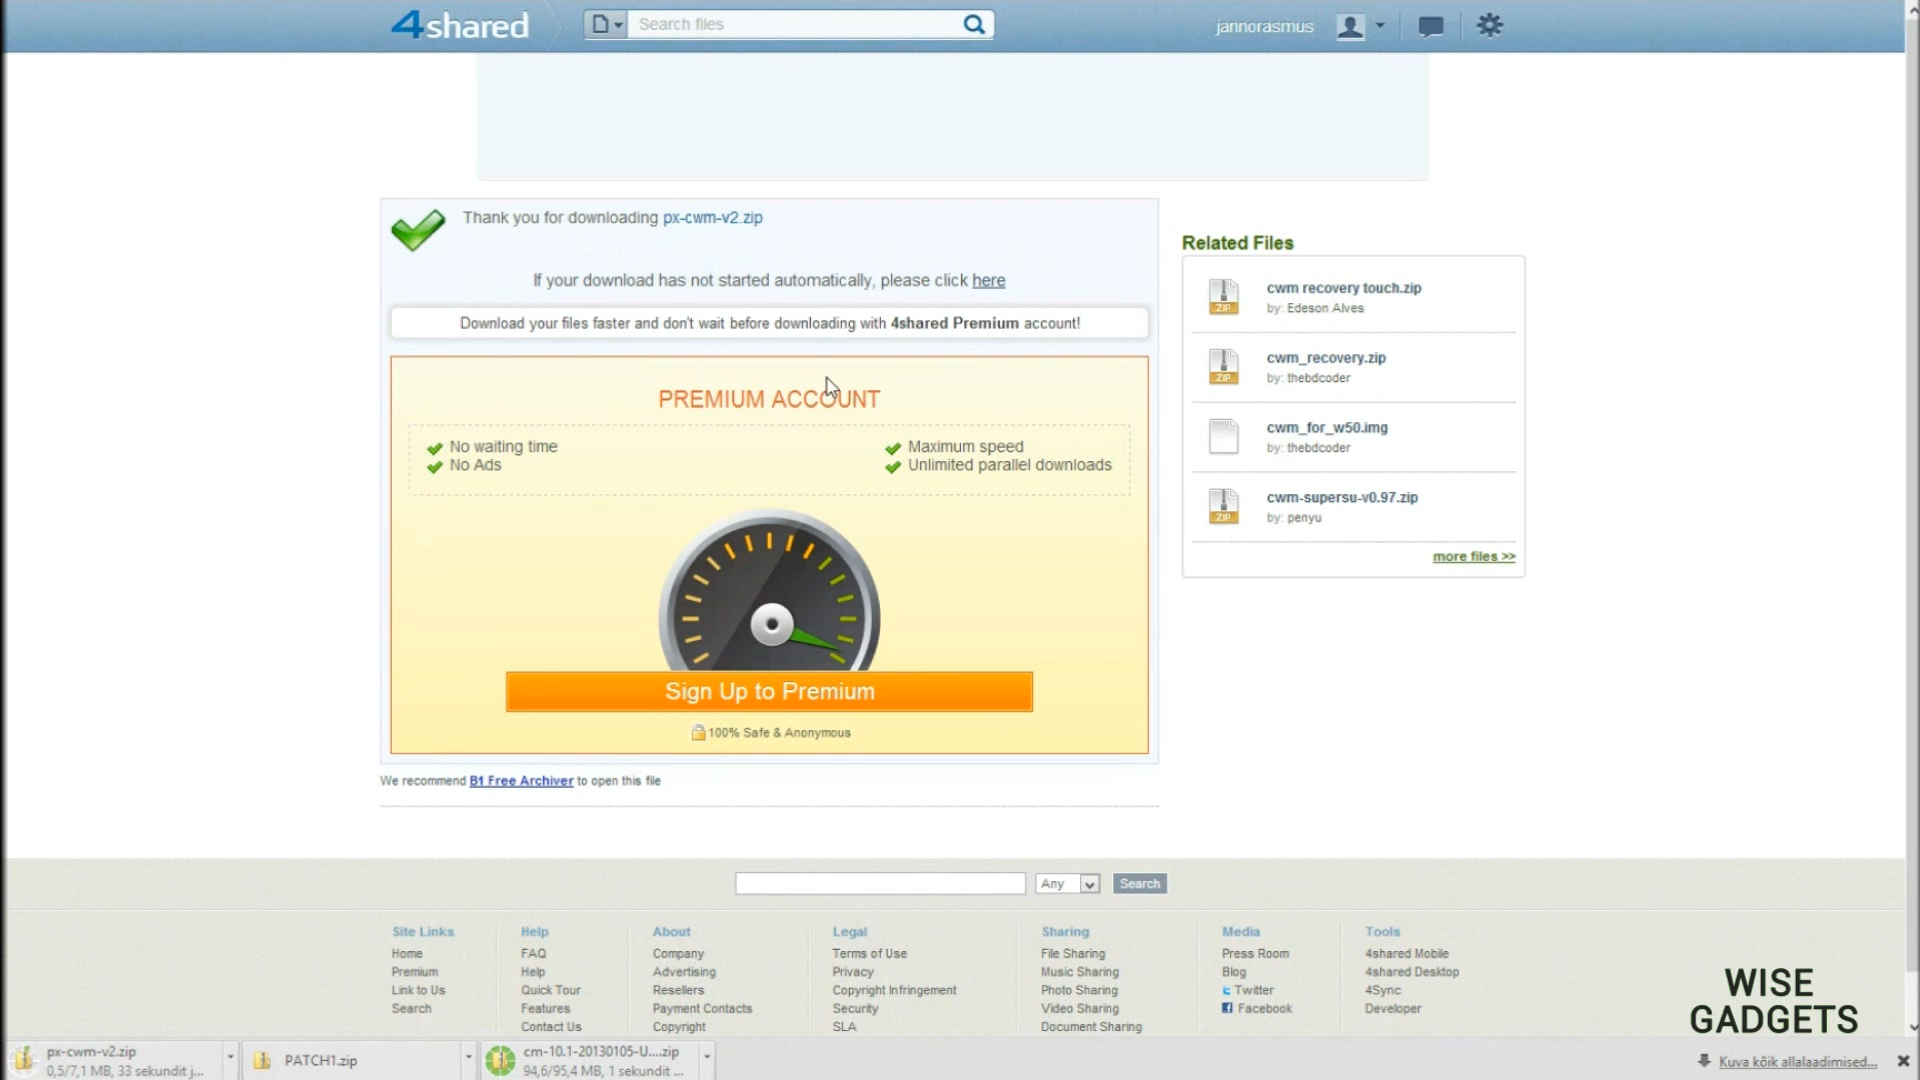 4shared
Search files
jannorasmus
Thank you for downloading px-cwm-v2.zip
If your download has not started automatically, please click here
Download your files faster and don't wait before downloading with 4shared Premium account!
PREMIUM ACCOUNT
No waiting time
No Ads
Maximum speed
Unlimited parallel downloads
Sign Up to Premium
100% Safe & Anonymous
We recommend B1 Free Archiver to open this file
Related Files
cwm recovery touch.zip
by: Edeson Alves
cwm_recovery.zip
by: thebdcoder
cwm_for_w50.img
by: thebdcoder
cwm-supersu-v0.97.zip
by: penyu
more files >>
ZIP
ZIP
ZIP
Any
Search
Site Links
Home
Premium
Link to Us
Search
Help
FAQ
Help
Quick Tour
Features
Contact Us
About
Company
Advertising
Resellers
Payment Contacts
Copyright
Legal
Terms of Use
Privacy
Copyright Infringement
Security
SLA
Sharing
File Sharing
Music Sharing
Photo Sharing
Video Sharing
Document Sharing
Media
Press Room
Blog
Twitter
Facebook
Tools
4shared Mobile
4shared Desktop
4Sync
Developer
WISE
GADGETS
px-cwm-v2.zip
0,5/7,1 MB, 33 sekundit j...
PATCH1.zip
cm-10.1-20130105-U....zip
94,6/95,4 MB, 1 sekundit ...
Kuva kõik allalaadimised...